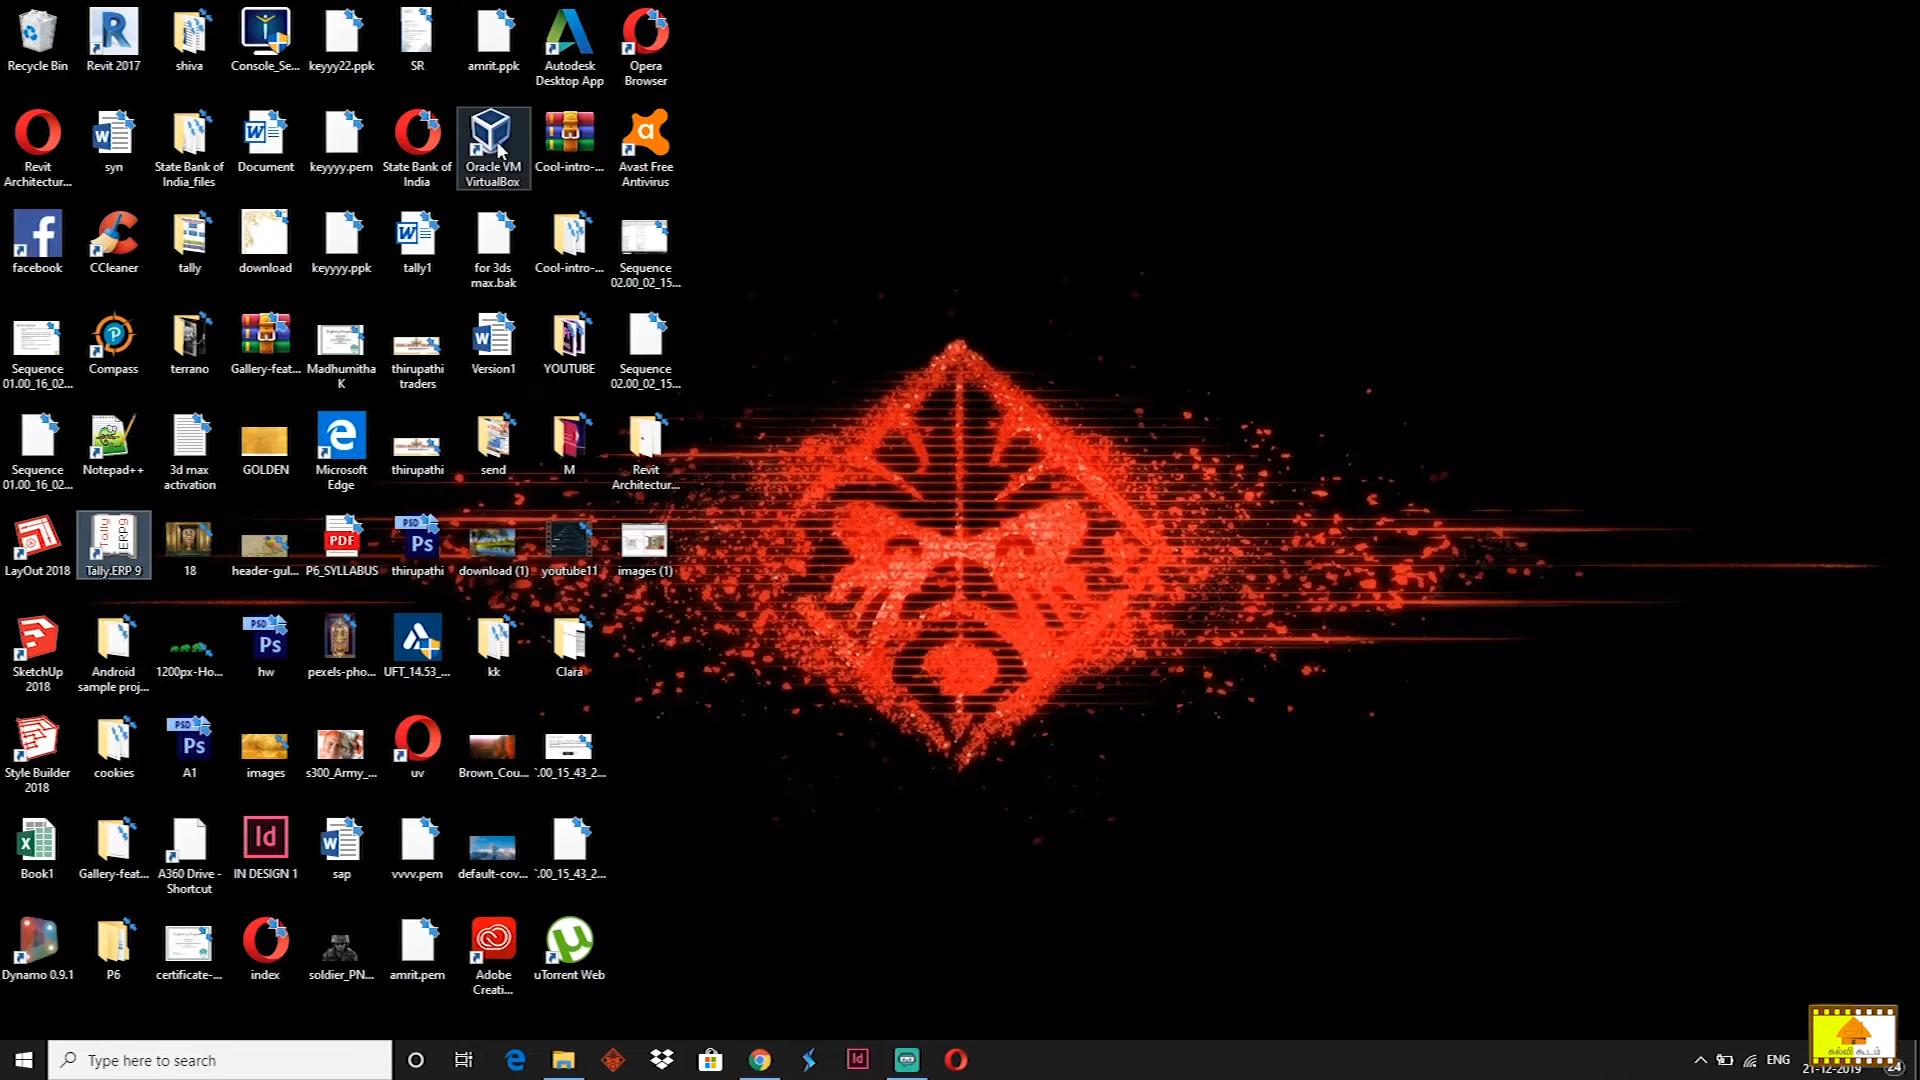 Recycle Bin
Revit 2017
shiva
Console_Se...
keyyy22.ppk
SR
amrit.ppk
Autodesk
Desktop App
Opera
Browser
Revit
Architectur...
syn
State Bank of
India_files
Document
keyyyy.pem
State Bank of
India
Oracle VM
VirtualBox
Cool-intro-...
Avast Free
Antivirus
facebook
CCleaner
tally
download
keyyyy.ppk
tally1
for 3ds
max.bak
Cool-intro-...
Sequence
02.00_02_15...
Sequence
01.00_16_02...
Compass
terrano
Gallery-feat...
Madhumitha
K
thirupathi
traders
Version1
YOUTUBE
Sequence
02.00_02_15...
Sequence
01.00_16_02...
Notepad++
3d max
activation
GOLDEN
Microsoft
Edge
thirupathi
send
M
Revit
Architectur...
LayOut 2018
Tally.ERP 9
18
header-gul...
P6_SYLLABUS
thirupathi
download (1)
youtube11
images (1)
SketchUp
2018
Android
sample proj...
1200px-Ho...
hw
pexels-pho...
UFT_14.53_...
kk
Clara
Style Builder
2018
cookies
A1
images
s300_Army_...
uv
Brown_Cou...
.00_15_43_2...
Book1
Gallery-feat...
A360 Drive -
Shortcut
IN DESIGN 1
sap
vvvv.pem
default-cov...
.00_15_43_2...
Dynamo 0.9.1
P6
certificate-...
index
soldier_PN...
amrit.pem
Adobe
Creati...
uTorrent Web
Type here to search
ENG
21-12-2019
24
கல்வி கூடம்